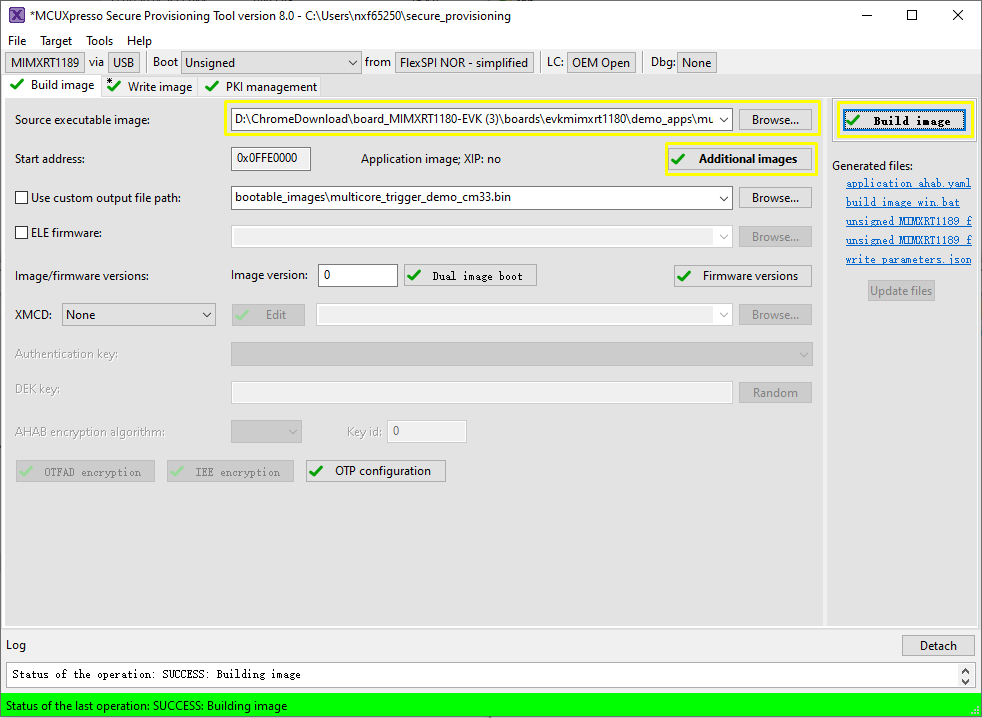 *MCUXpresso Secure Provisioning Tool version 8.0 - C:\Users\nxf65250\secure_provisioning
File Target Tools Help
MIMXRT1189 via USB Boot Unsigned from FlexSPI NOR - simplified LC: OEM Open Dbg: None
Build image * Write image PKI management
Source executable image: D:\ChromeDownload\board_MIMXRT1180-EVK (3)\boards\evkmimxrt1180\demo_apps\mu Browse... Build image
Start address: 0x0FFE0000 Application image; XIP: no Additional images
Generated files:
Use custom output file path: bootable_images\multicore_trigger_demo_cm33.bin Browse...
application_ahab.yaml
build_image_win.bat
unsigned_MIMXRT1189_f
unsigned_MIMXRT1189_f
write_parameters.json
Update files
ELE firmware: Browse...
Image/firmware versions: Image version: 0 Dual image boot Firmware versions
XMCD: None Edit Browse...
Authentication key:
DEK key: Random
AHAB encryption algorithm: Key id: 0
OTFAD encryption IEE encryption OTP configuration
Log Detach
Status of the operation: SUCCESS: Building image
Status of the last operation: SUCCESS: Building image